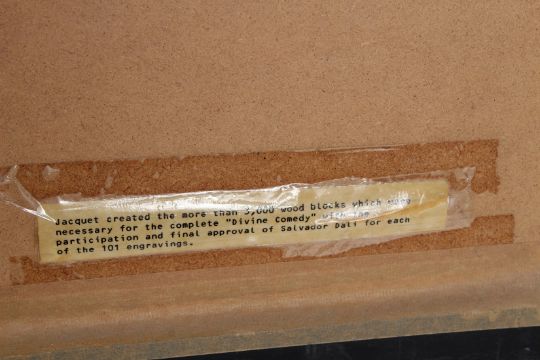 Jacquet created the more than 3,000 wood blocks which were
necessary for the complete "Divine Comedy" with the
participation and final approval of Salvador Dali for each
of the 101 engravings.